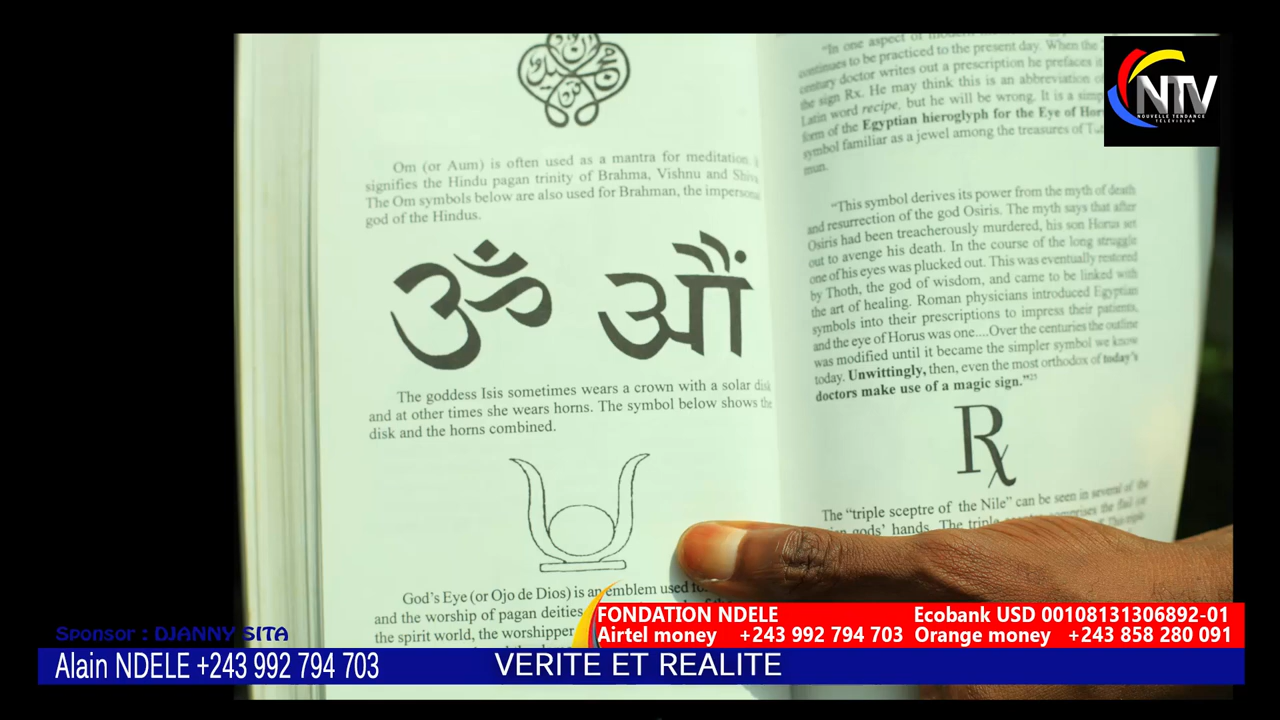 Om (or Aum) is often used as a mantra for meditation
signifies the Hindu pagan trinity of Brahma, Vishnu and Shiva
The Om symbols below are also used for Brahman, the impersonal
god of the Hindus.
ॐ औं
The goddess Isis sometimes wears a crown with a solar disk
and at other times she wears horns. The symbol below shows the
disk and the horns combined.
God's Eye (or Ojo de Dios) is an emblem used
and the worship of pagan deities
the spirit world, the worshipper
"In one aspect of modern
continues to be practiced to the present day. When the
century doctor writes out a prescription he prefaces it
the sign Rx. He may think this is an abbreviation of
Latin word recipe, but he will be wrong. It is a
form of the Egyptian hieroglyph for the Eye of
symbol familiar as a jewel among the treasures of
mun.
"This symbol derives its power from the myth of death
and resurrection of the god Osiris. The myth says that after
Osiris had been treacherously murdered, his son Horus set
out to avenge his death. In the course of the long struggle
one of his eyes was plucked out. This was eventually restored
by Thoth, the god of wisdom, and came to be linked with
the art of healing. Roman physicians introduced Egyptian
symbols into their prescriptions to impress their patients,
and the eye of Horus was one....Over the centuries the outline
was modified until it became the simpler symbol we know
today. Unwittingly, then, even the most orthodox of today's
doctors make use of a magic sign."
℞
The "triple sceptre of the Nile" can be seen in several of the
gods' hands. The triple
NTV
NOUVELLE TENDANCE
TÉLÉVISION
FONDATION NDELE Ecobank USD 00108131306892-01
Airtel money +243 992 794 703 Orange money +243 858 280 091
Sponsor : DJANNY SITA
Alain NDELE +243 992 794 703 VERITE ET REALITE